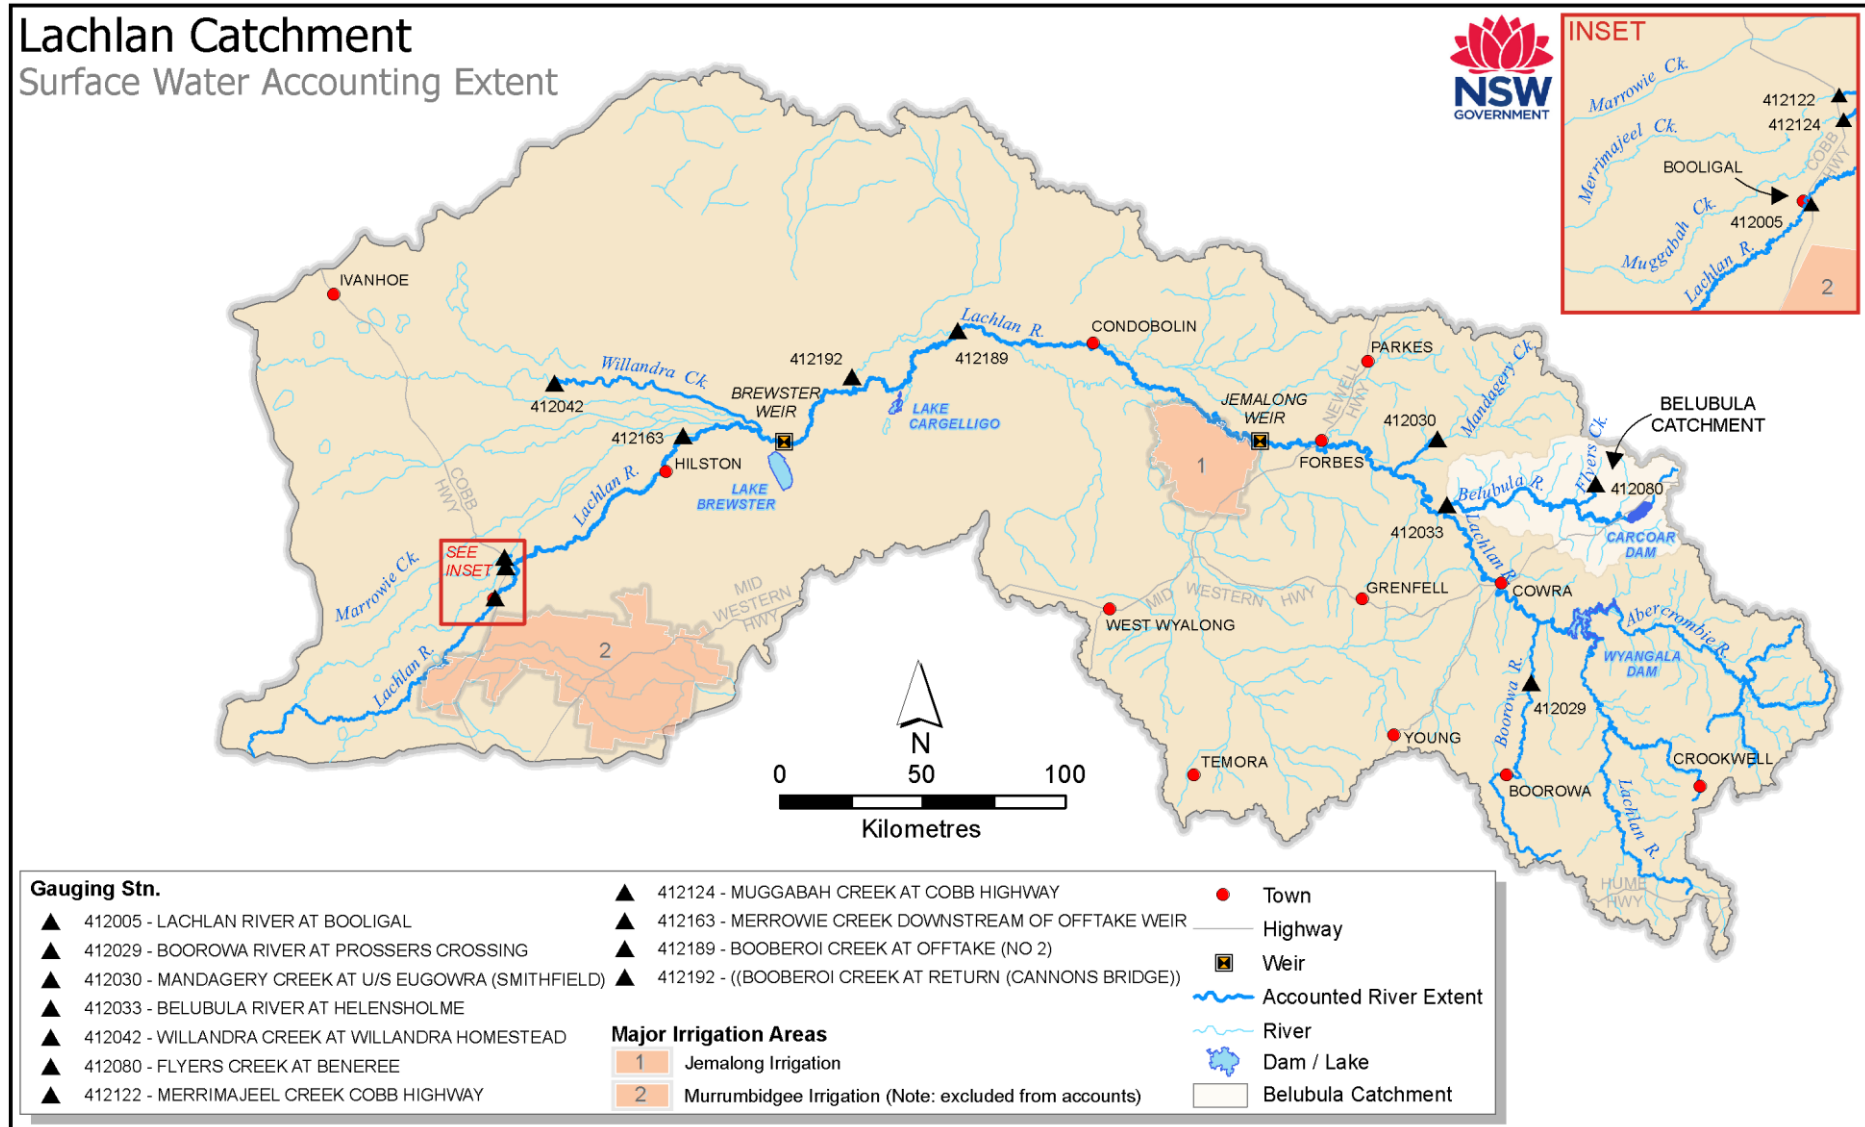 Lachlan Catchment
Surface Water Accounting Extent
NSW
GOVERNMENT
INSET
Marrowie Ck.
412122
412124
Merrimajeel Ck.
COBB
HWY
BOOLIGAL
412005
Muggabah Ck.
Lachlan R.
2
IVANHOE
Lachlan R.
CONDOBOLIN
412189
412192
PARKES
Willandra Ck.
412042
BREWSTER
WEIR
LAKE
CARGELLIGO
JEMALONG
WEIR
NEWELL
HWY
Mandagery Ck.
412030
BELUBULA
CATCHMENT
412163
HILSTON
LAKE
BREWSTER
1
FORBES
Flyers Ck.
412080
Belubula R.
COBB
HWY
Lachlan R.
412033
Lachlan R.
CARCOAR
DAM
SEE
INSET
Marrowie Ck.
MID
WESTERN
HWY
MID WESTERN HWY
GRENFELL
COWRA
WEST WYALONG
Abercrombie R.
2
WYANGALA
DAM
Lachlan R.
Boorowa R.
412029
N
YOUNG
TEMORA
CROOKWELL
BOOROWA
0 50 100
Kilometres
Lachlan R.
HUME
HWY
Gauging Stn.
412005 - LACHLAN RIVER AT BOOLIGAL
412029 - BOOROWA RIVER AT PROSSERS CROSSING
412030 - MANDAGERY CREEK AT U/S EUGOWRA (SMITHFIELD)
412033 - BELUBULA RIVER AT HELENSHOLME
412042 - WILLANDRA CREEK AT WILLANDRA HOMESTEAD
412080 - FLYERS CREEK AT BENEREE
412122 - MERRIMAJEEL CREEK COBB HIGHWAY
412124 - MUGGABAH CREEK AT COBB HIGHWAY
412163 - MERROWIE CREEK DOWNSTREAM OF OFFTAKE WEIR
412189 - BOOBEROI CREEK AT OFFTAKE (NO 2)
412192 - ((BOOBEROI CREEK AT RETURN (CANNONS BRIDGE))
Major Irrigation Areas
1 Jemalong Irrigation
2 Murrumbidgee Irrigation (Note: excluded from accounts)
Town
Highway
Weir
Accounted River Extent
River
Dam / Lake
Belubula Catchment